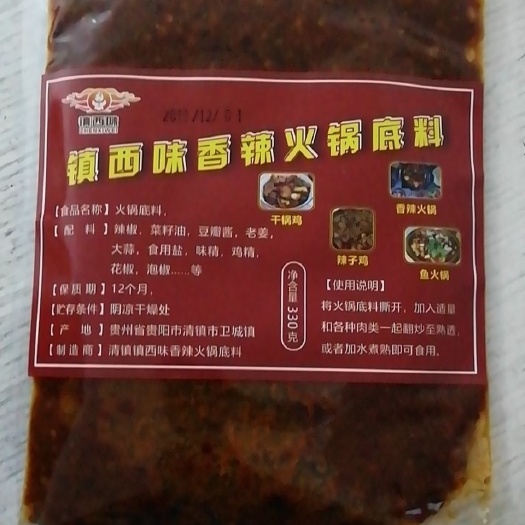 镇西味
ZHENXIWEI
2019/12/01
镇西味香辣火锅底料
干锅鸡
香辣火锅
辣子鸡
鱼火锅
【食品名称】火锅底料,
【配 料】辣椒, 菜籽油, 豆瓣酱, 老姜,
大蒜, 食用盐, 味精, 鸡精,
花椒, 泡椒......等
【保质期】12个月,
【贮存条件】阴凉干燥处
【产 地】贵州省贵阳市清镇市卫城镇
【制造商】清镇镇西味香辣火锅底料
净含量330克
【使用说明】
将火锅底料撕开, 加入适量
和各种肉类一起翻炒至熟透,
或者加水煮熟即可食用。